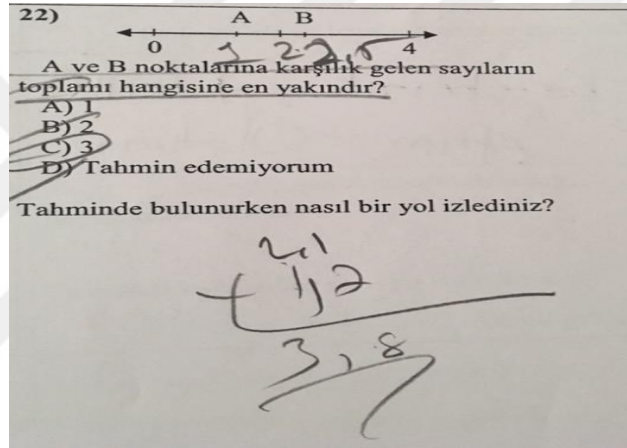 22)
A B
0 1 2 2,5 4
A ve B noktalarına karşılık gelen sayıların
toplamı hangisine en yakındır?
A) 1
B) 2
C) 3
D) Tahmin edemiyorum
Tahminde bulunurken nasıl bir yol izlediniz?
2,1
+ 1,2
3,8